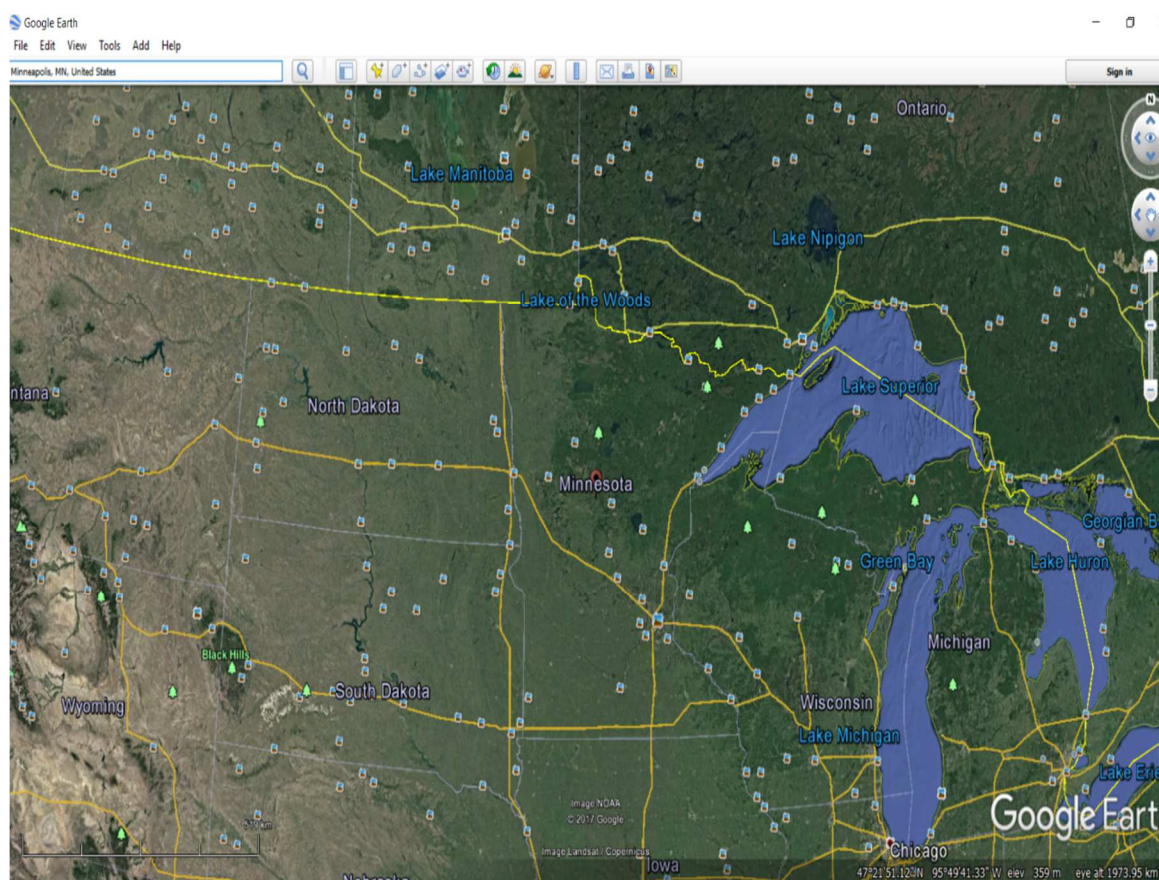 Google Earth
File Edit View Tools Add Help
Minneapolis, MN, United States
Sign in
N
Ontario
Lake Manitoba
Lake Nipigon
Lake of the Woods
Lake Superior
ntana
North Dakota
Minnesota
Georgian B
Green Bay
Lake Huron
Michigan
Black Hills
South Dakota
Wyoming
Wisconsin
Lake Michigan
Lake Erie
Image NOAA
© 2017 Google
Google Eart
519 km
Image Landsat / Copernicus
Chicago
Iowa
47°21'51.12"N 95°49'41.33" W elev 359 m eye alt 1973.95 km
Nebraska